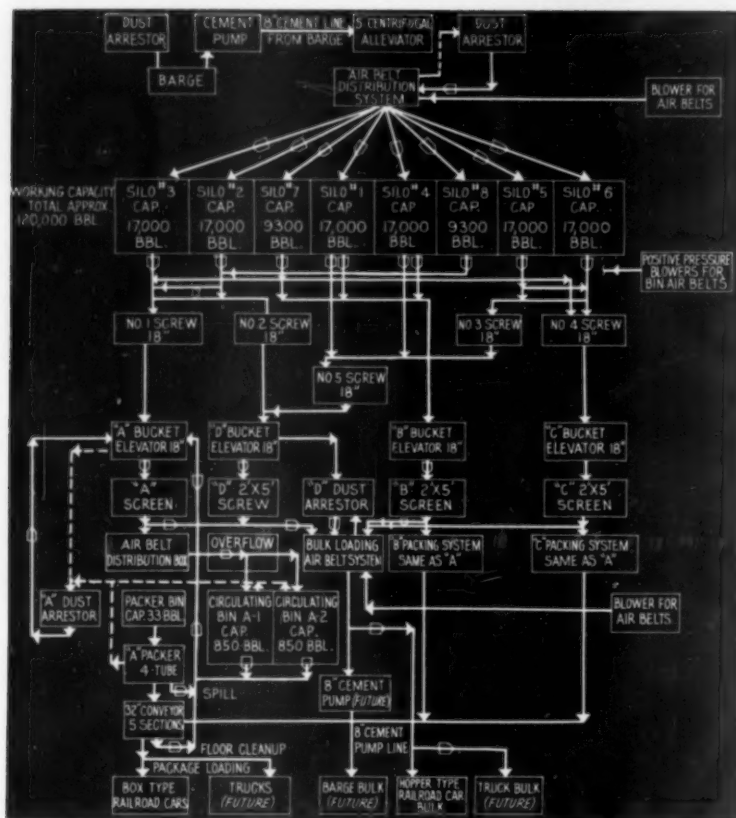 DUST
ARRESTOR
CEMENT
PUMP
8" CEMENT LINE
FROM BARGE
5' CENTRIFUGAL
ALLEVIATOR
DUST
ARRESTOR
BARGE
AIR BELT
DISTRIBUTION
SYSTEM
BLOWER FOR
AIR BELTS
WORKING CAPACITY
TOTAL APPROX.
120,000 BBL.
SILO #3
CAP.
17,000
BBL.
SILO #2
CAP.
17,000
BBL.
SILO #7
CAP.
9300
BBL.
SILO #1
CAP.
17,000
BBL.
SILO #4
CAP.
17,000
BBL.
SILO #8
CAP.
9300
BBL.
SILO #5
CAP.
17,000
BBL.
SILO #6
CAP.
17,000
BBL.
POSITIVE PRESSURE
BLOWERS FOR
BIN AIR BELTS
NO. 1 SCREW
18"
NO. 2 SCREW
18"
NO. 3 SCREW
18"
NO. 4 SCREW
18"
NO. 5 SCREW
18"
"A" BUCKET
ELEVATOR 18"
"D" BUCKET
ELEVATOR 18"
"B" BUCKET
ELEVATOR 18"
"C" BUCKET
ELEVATOR 18"
"A"
SCREEN
"D" 2'X5'
SCREW
"D" DUST
ARRESTOR
"B" 2'X5'
SCREEN
"C" 2'X5'
SCREEN
AIR BELT
DISTRIBUTION BOX
OVERFLOW
BULK LOADING
AIR BELT SYSTEM
"B" PACKING SYSTEM
SAME AS "A"
"C" PACKING SYSTEM
SAME AS "A"
"A" DUST
ARRESTOR
PACKER BIN
CAP. 33 BBL.
CIRCULATING
BIN A-1
CAP.
850 BBL.
CIRCULATING
BIN A-2
CAP.
850 BBL.
BLOWER FOR
AIR BELTS
"A" PACKER
4-TUBE
SPILL
8" CEMENT
PUMP (FUTURE)
32" CONVEYOR
5 SECTIONS
FLOOR CLEANUP
PACKAGE LOADING
8" CEMENT
PUMP LINE
BOX TYPE
RAILROAD CARS
TRUCKS
(FUTURE)
BARGE BULK
(FUTURE)
HOPPER TYPE
RAILROAD CAR
BULK
TRUCK BULK
(FUTURE)